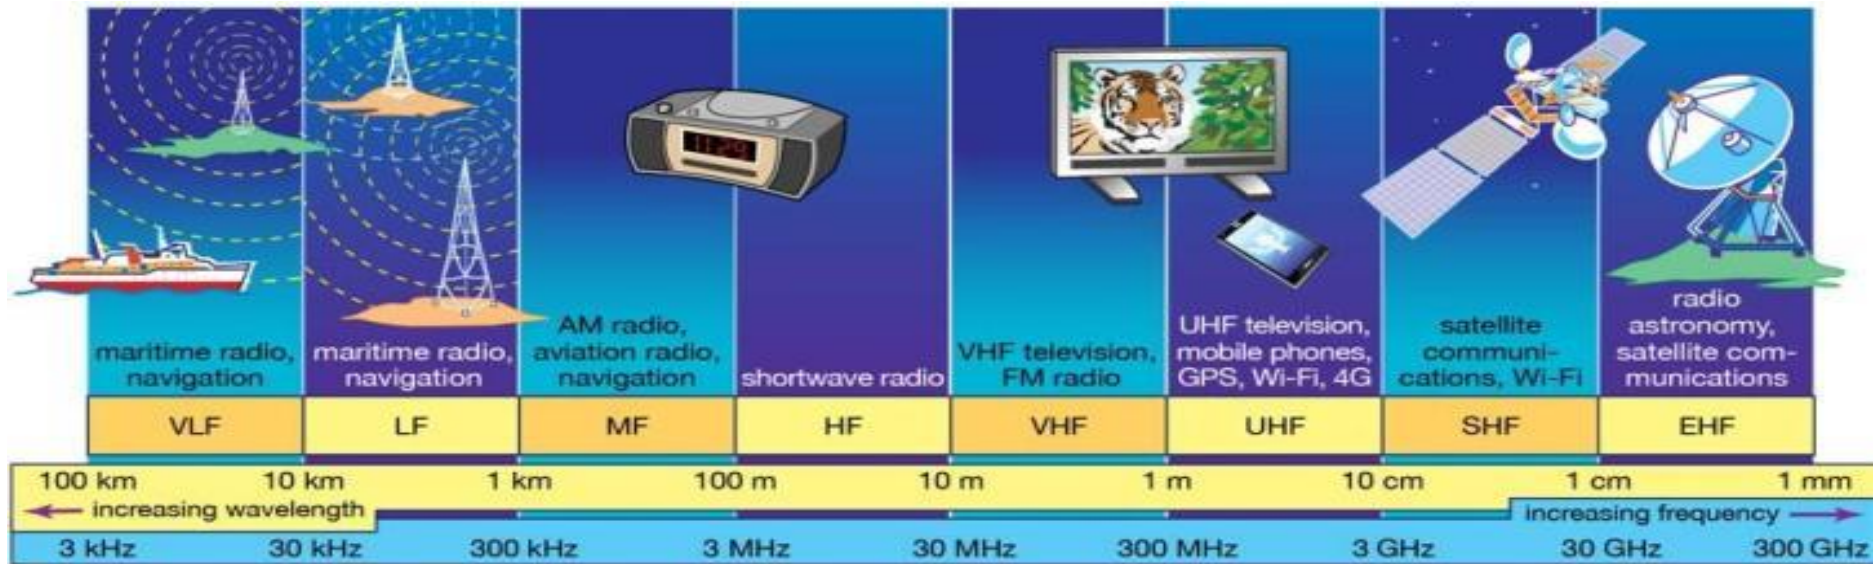 11:29
maritime radio,
navigation
maritime radio,
navigation
AM radio,
aviation radio,
navigation
shortwave radio
VHF television,
FM radio
UHF television,
mobile phones,
GPS, Wi-Fi, 4G
satellite
communi-
cations, Wi-Fi
radio
astronomy,
satellite com-
munications
VLF LF MF HF VHF UHF SHF EHF
100 km 10 km 1 km 100 m 10 m 1 m 10 cm 1 cm 1 mm
increasing wavelength increasing frequency
3 kHz 30 kHz 300 kHz 3 MHz 30 MHz 300 MHz 3 GHz 30 GHz 300 GHz